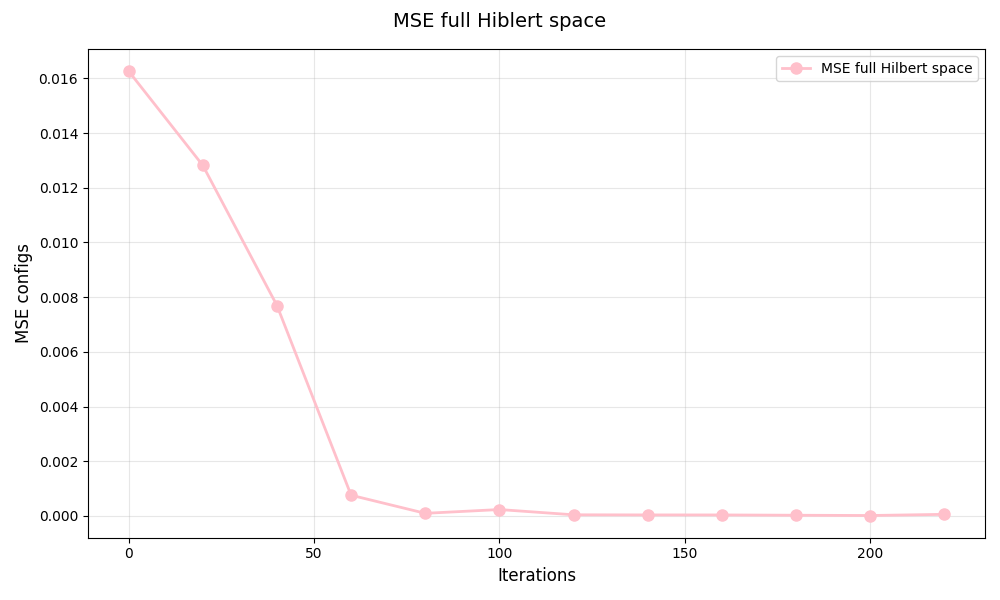 MSE full Hiblert space
MSE full Hilbert space
0.016
0.014
0.012
0.010
0.008
0.006
0.004
0.002
0.000
MSE configs
0 50 100 150 200
Iterations